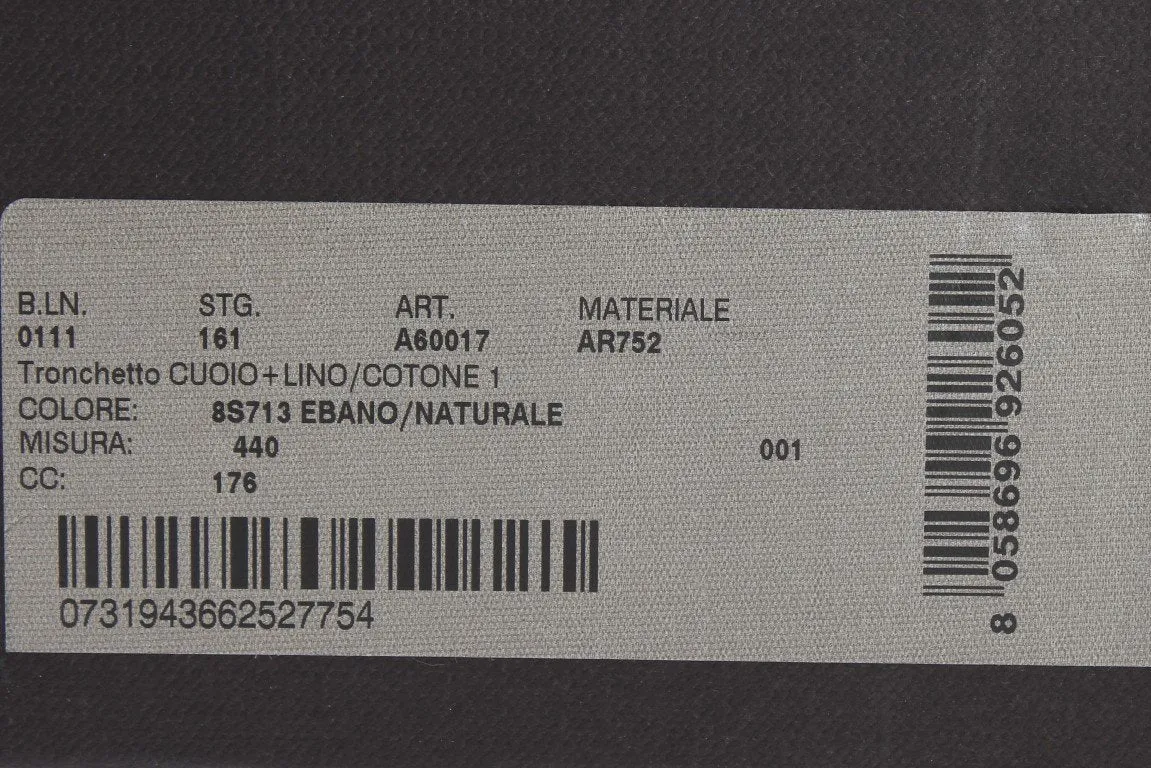 B.LN. STG. ART. MATERIALE
0111 161 A60017 AR752
Tronchetto CUOIO+LINO/COTONE 1
COLORE: 8S713 EBANO/NATURALE
MISURA: 440 001
CC: 176
0731943662527754
8 058696 926052